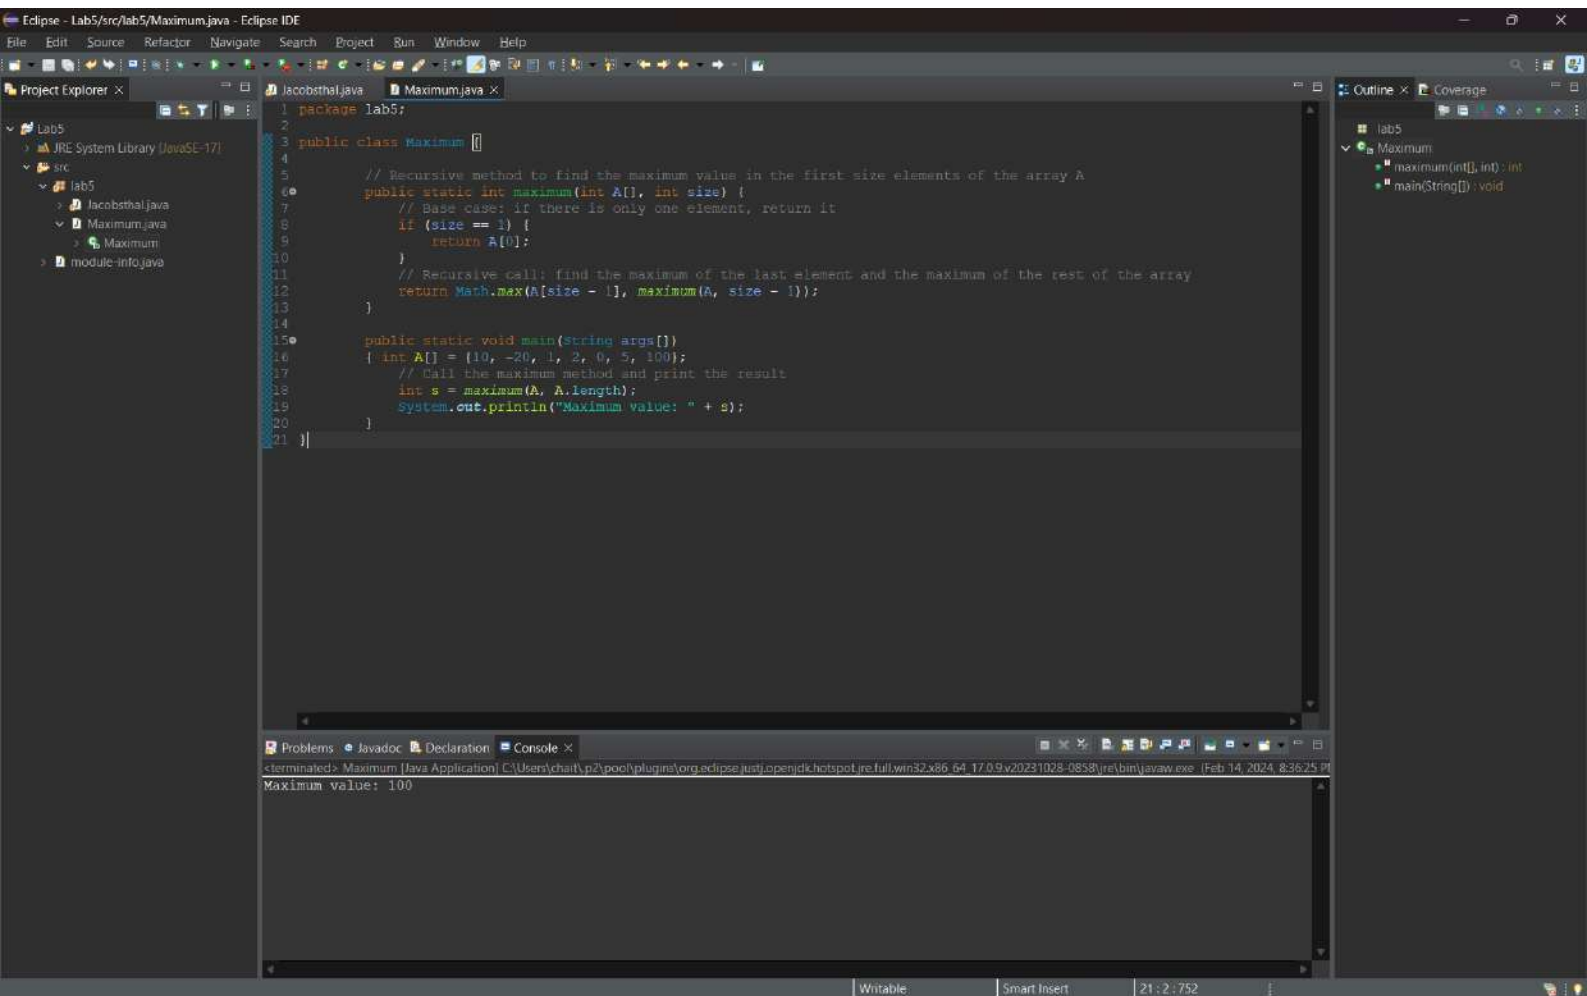 Eclipse - Lab5/src/lab5/Maximum.java - Eclipse IDE
File Edit Source Refactor Navigate Search Project Run Window Help
Project Explorer
Lab5
JRE System Library [JavaSE-17]
src
lab5
Jacobsthal.java
Maximum.java
Maximum
module-info.java
Jacobsthal.java Maximum.java
1 package lab5;
2
3 public class Maximum {
4
5 // Recursive method to find the maximum value in the first size elements of the array A
6 public static int maximum(int A[], int size) {
7 // Base case: if there is only one element, return it
8 if (size == 1) {
9 return A[0];
10 }
11 // Recursive call: find the maximum of the last element and the maximum of the rest of the array
12 return Math.max(A[size - 1], maximum(A, size - 1));
13 }
14
15 public static void main(String args[])
16 { int A[] = {10, -20, 1, 2, 0, 5, 100};
17 // Call the maximum method and print the result
18 int s = maximum(A, A.length);
19 System.out.println("Maximum value: " + s);
20 }
21 }
Outline Coverage
lab5
Maximum
maximum(int[], int) : int
main(String[]) : void
Problems Javadoc Declaration Console
<terminated> Maximum [Java Application] C:\Users\chait\.p2\pool\plugins\org.eclipse.justj.openjdk.hotspot.jre.full.win32.x86_64_17.0.9.v20231028-0858\jre\bin\javaw.exe (Feb 14, 2024, 8:36:25 PM
Maximum value: 100
Writable Smart Insert 21 : 2 : 752